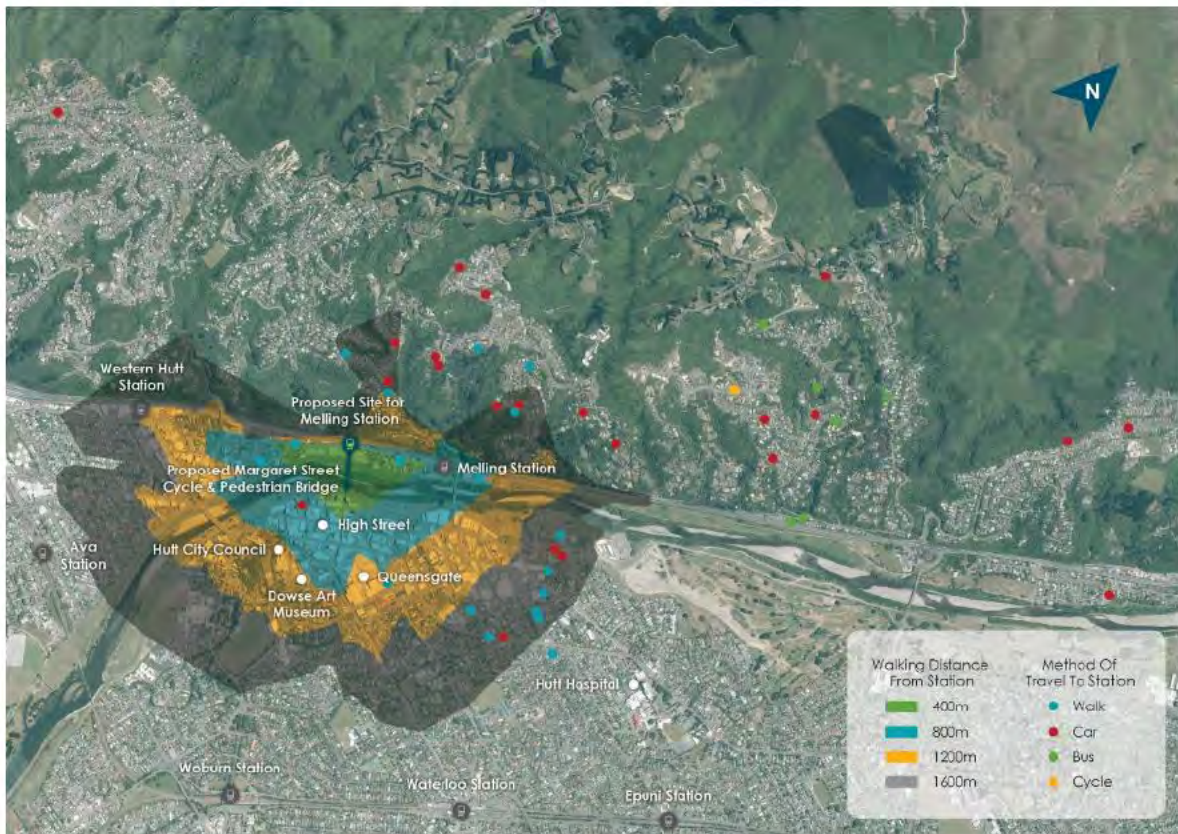 N
Western Hutt
Station
Proposed Site for
Melling Station
Proposed Margaret Street
Cycle & Pedestrian Bridge
Melling Station
High Street
Hutt City Council
Ava
Station
Queensgate
Dowse Art
Museum
Hutt Hospital
Woburn Station
Waterloo Station
Epuni Station
Walking Distance
From Station
400m
800m
1200m
1600m
Method Of
Travel To Station
Walk
Car
Bus
Cycle